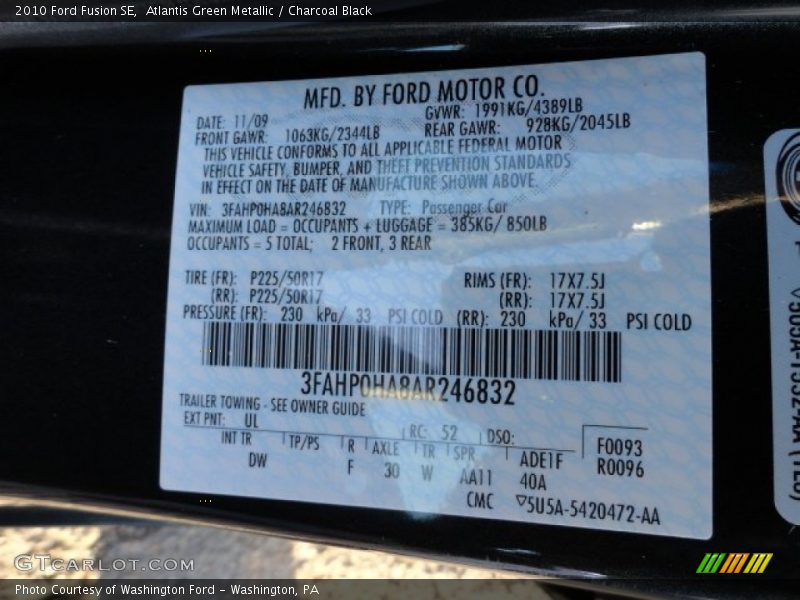 2010 Ford Fusion SE, Atlantis Green Metallic / Charcoal Black
MFD. BY FORD MOTOR CO.
DATE: 11/09 GVWR: 1991KG/4389LB
FRONT GAWR: 1063KG/2344LB REAR GAWR: 928KG/2045LB
THIS VEHICLE CONFORMS TO ALL APPLICABLE FEDERAL MOTOR
VEHICLE SAFETY, BUMPER, AND THEFT PREVENTION STANDARDS
IN EFFECT ON THE DATE OF MANUFACTURE SHOWN ABOVE.
VIN: 3FAHP0HA8AR246832 TYPE: Passenger Car
MAXIMUM LOAD = OCCUPANTS + LUGGAGE = 385KG/ 850LB
OCCUPANTS = 5 TOTAL; 2 FRONT, 3 REAR
TIRE (FR): P225/50R17 RIMS (FR): 17X7.5J
(RR): P225/50R17 (RR): 17X7.5J
PRESSURE (FR): 230 kPa/ 33 PSI COLD (RR): 230 kPa/ 33 PSI COLD
3FAHP0HA8AR246832
TRAILER TOWING - SEE OWNER GUIDE
EXT PNT: UL RC: 52 DSO:
INT TR TP/PS R AXLE TR SPR ADE1F F0093
DW F 30 W AA11 40A R0096
CMC ▽5U5A-5420472-AA
GTCARLOT.COM
Photo Courtesy of Washington Ford - Washington, PA